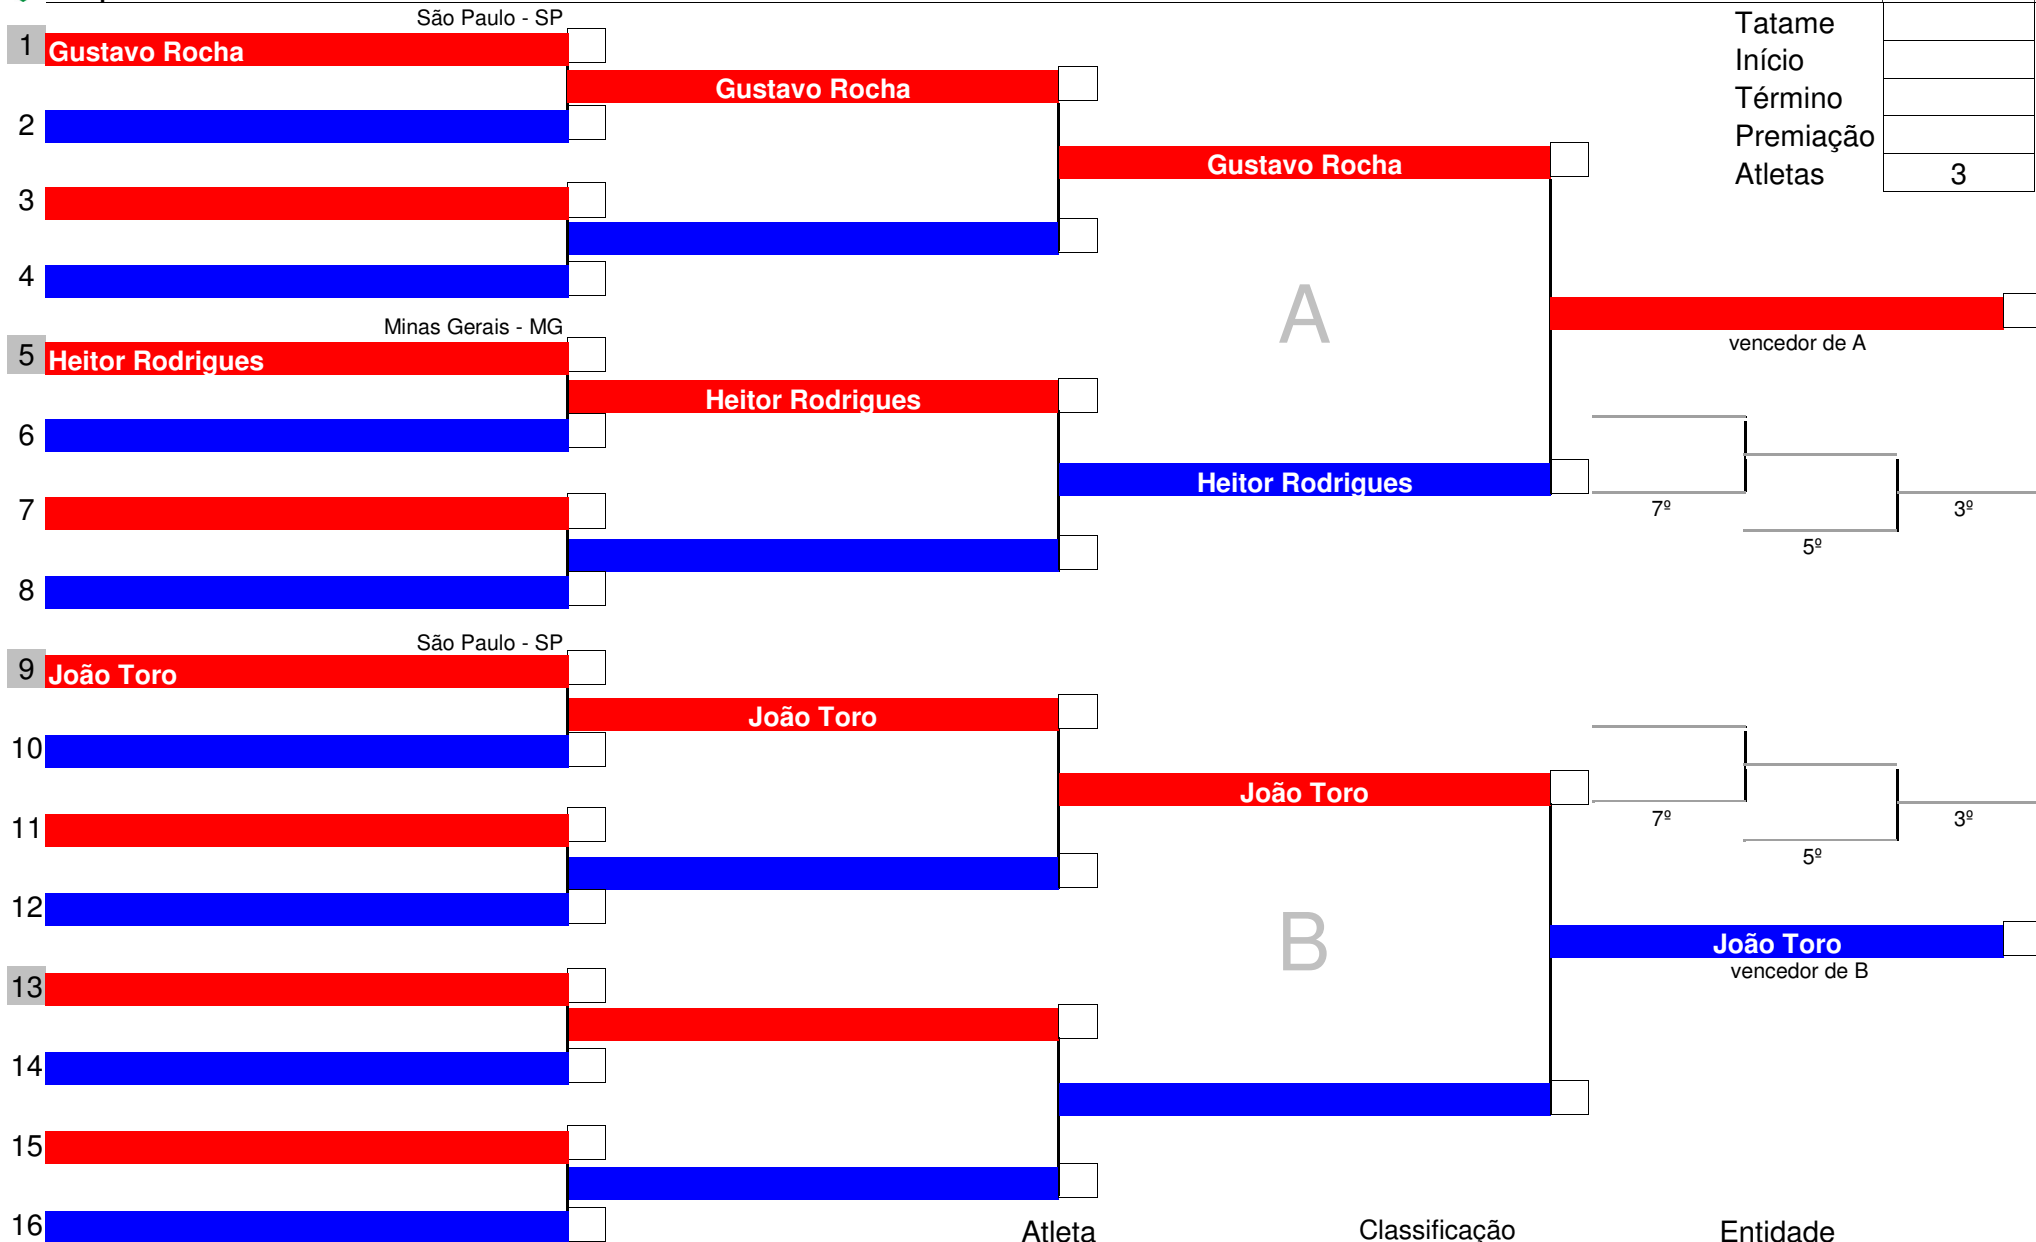 São Paulo - SP
Tatame
1 Gustavo Rocha
Início
Gustavo Rocha
Término
2
Premiação
Gustavo Rocha
Atletas 3
3
4
Minas Gerais - MG
A
vencedor de A
5 Heitor Rodrigues
Heitor Rodrigues
6
Heitor Rodrigues
7
7º
3º
5º
8
São Paulo - SP
9 João Toro
João Toro
10
João Toro
11
7º
3º
5º
12
B
João Toro
vencedor de B
13
14
15
16
Atleta Classificação Entidade